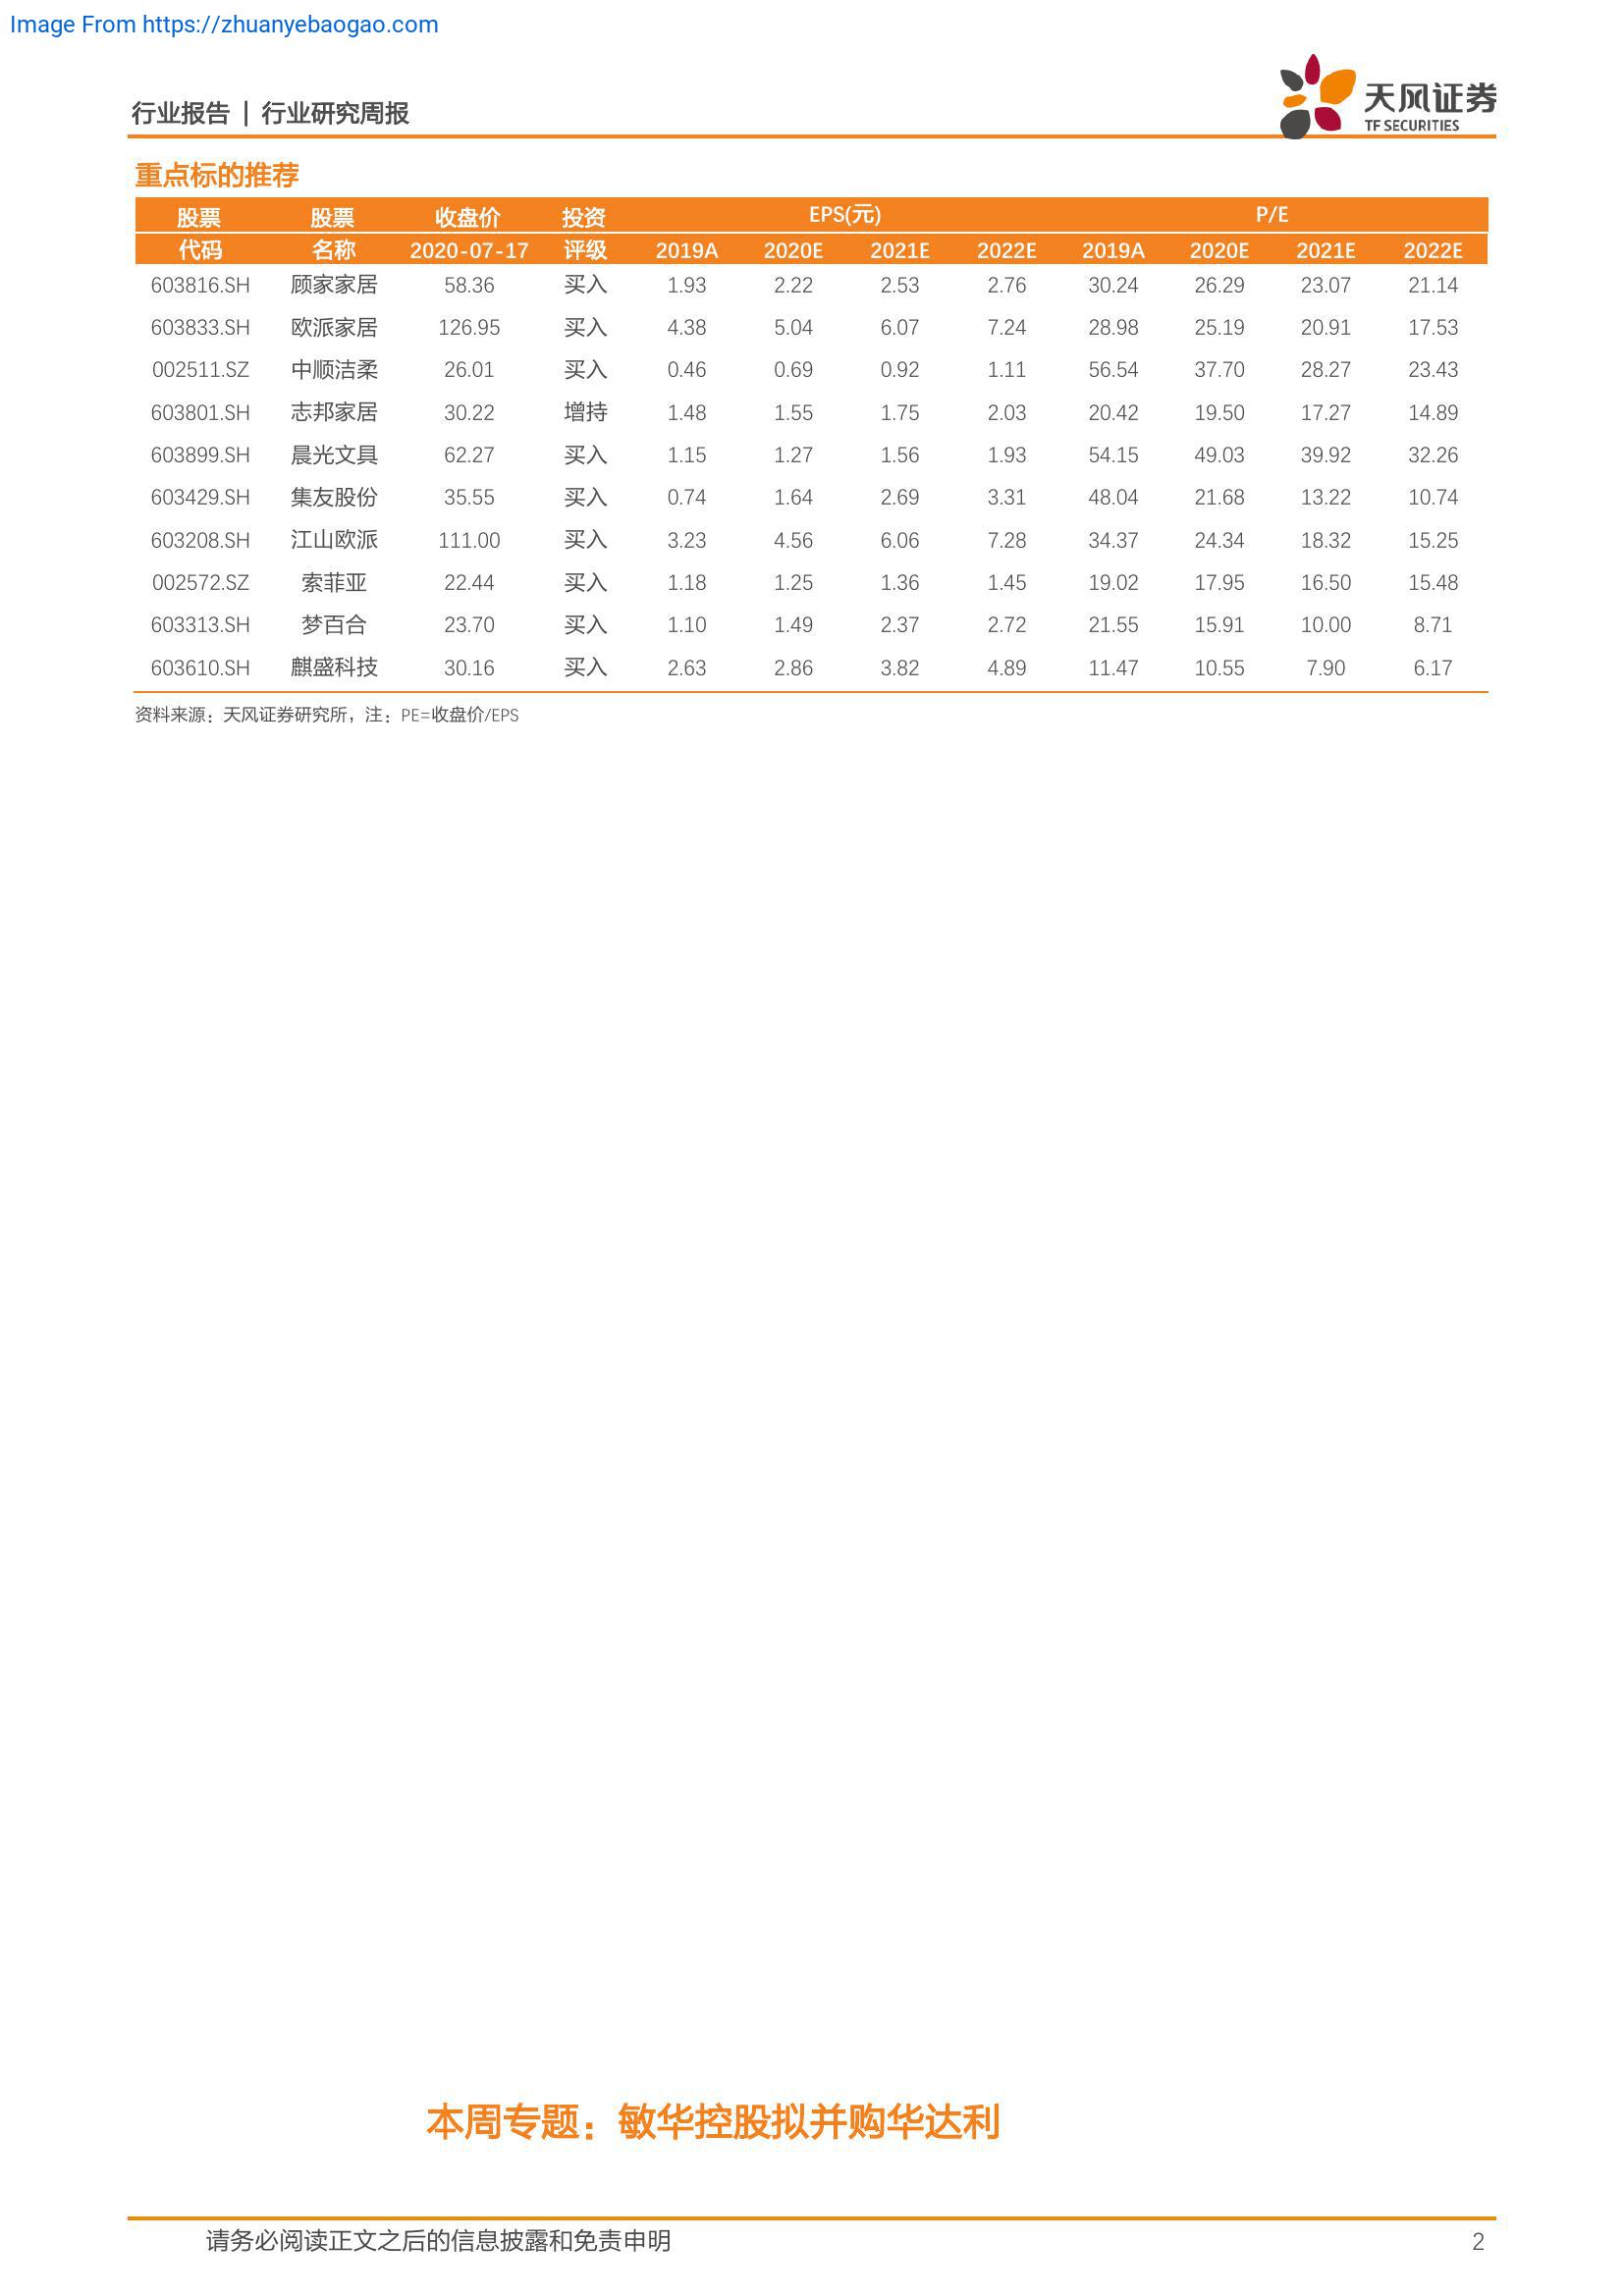 Image From https://zhuanyebaogao.com
天风证券
TF SECURITIES
行业报告 | 行业研究周报
重点标的推荐
股票 股票 收盘价 投资 EPS(元) P/E
代码 名称 2020-07-17 评级 2019A 2020E 2021E 2022E 2019A 2020E 2021E 2022E
603816.SH 顾家家居 58.36 买入 1.93 2.22 2.53 2.76 30.24 26.29 23.07 21.14
603833.SH 欧派家居 126.95 买入 4.38 5.04 6.07 7.24 28.98 25.19 20.91 17.53
002511.SZ 中顺洁柔 26.01 买入 0.46 0.69 0.92 1.11 56.54 37.70 28.27 23.43
603801.SH 志邦家居 30.22 增持 1.48 1.55 1.75 2.03 20.42 19.50 17.27 14.89
603899.SH 晨光文具 62.27 买入 1.15 1.27 1.56 1.93 54.15 49.03 39.92 32.26
603429.SH 集友股份 35.55 买入 0.74 1.64 2.69 3.31 48.04 21.68 13.22 10.74
603208.SH 江山欧派 111.00 买入 3.23 4.56 6.06 7.28 34.37 24.34 18.32 15.25
002572.SZ 索菲亚 22.44 买入 1.18 1.25 1.36 1.45 19.02 17.95 16.50 15.48
603313.SH 梦百合 23.70 买入 1.10 1.49 2.37 2.72 21.55 15.91 10.00 8.71
603610.SH 麒盛科技 30.16 买入 2.63 2.86 3.82 4.89 11.47 10.55 7.90 6.17
资料来源：天风证券研究所，注：PE=收盘价/EPS
本周专题：敏华控股拟并购华达利
请务必阅读正文之后的信息披露和免责申明 2